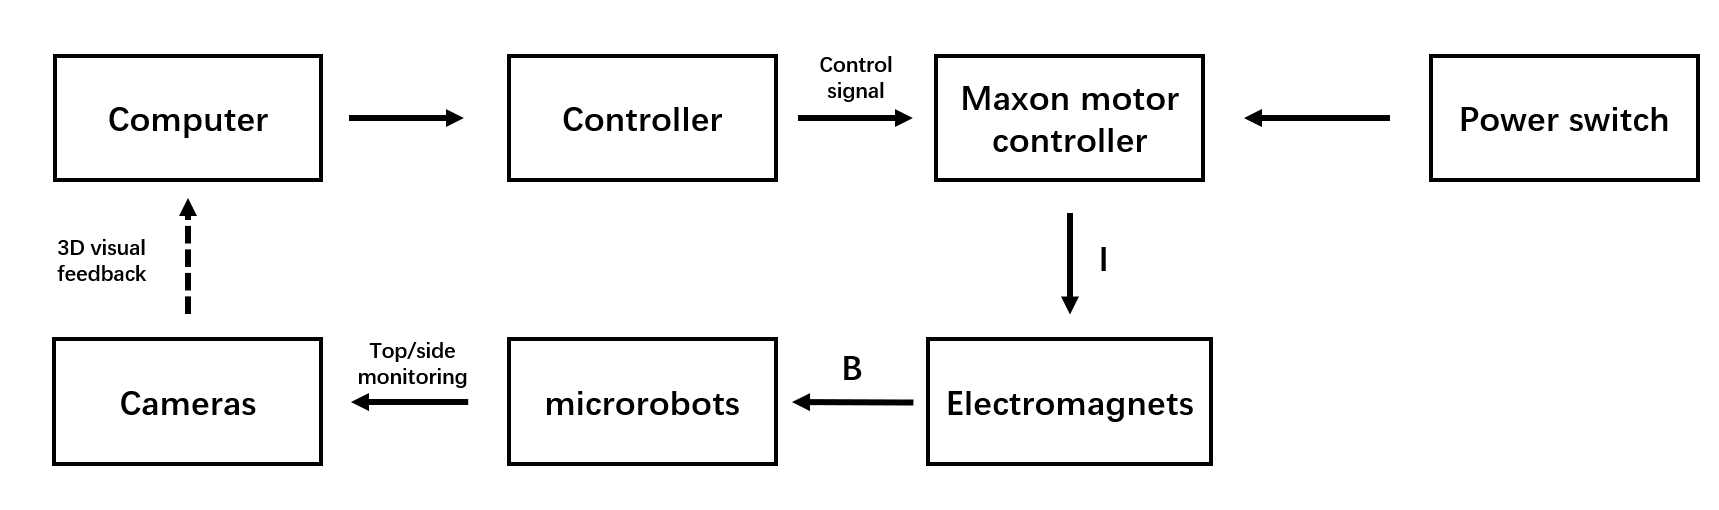 Computer
Controller
Control
signal
Maxon motor
controller
Power switch
3D visual
feedback
I
Cameras
Top/side
monitoring
microrobots
B
Electromagnets